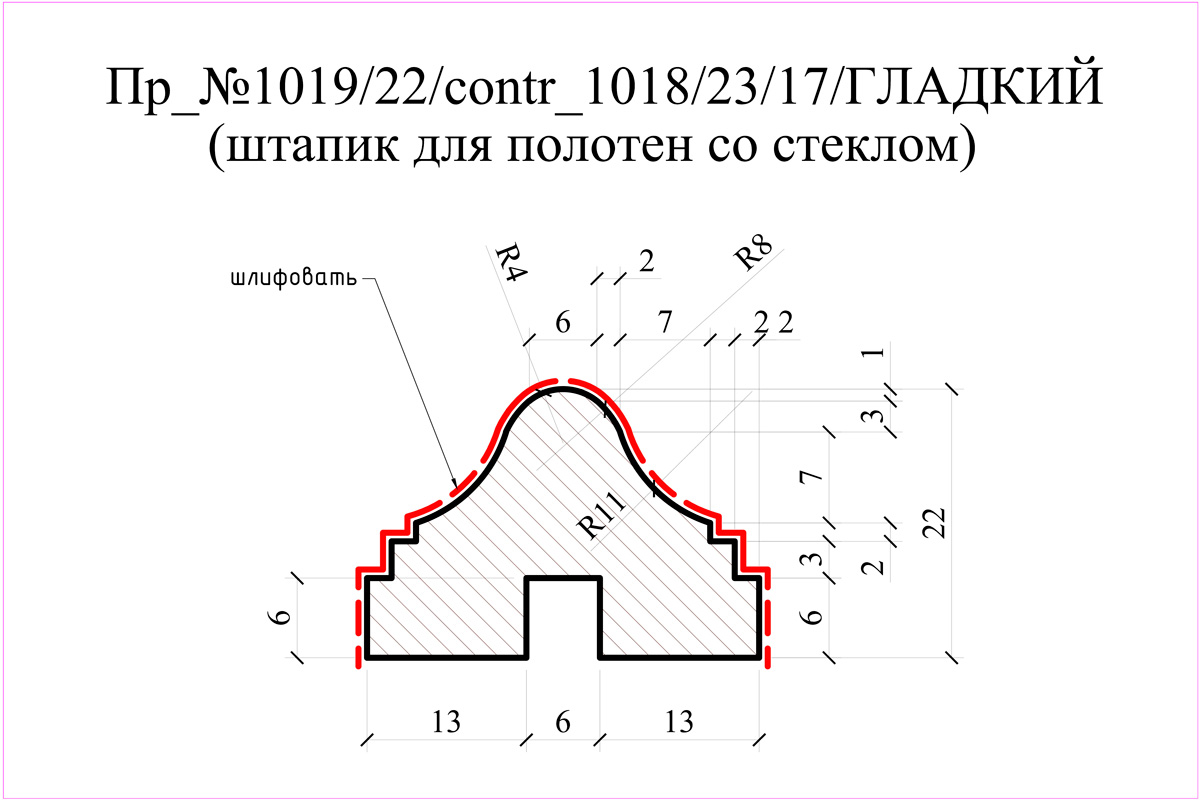 Пр_№1019/22/contr_1018/23/17/ГЛАДКИЙ
(штапик для полотен со стеклом)
R4
2
R8
шлифовать
6
7
2 2
1
3
7
22
R11
3
2
6
6
13
6
13